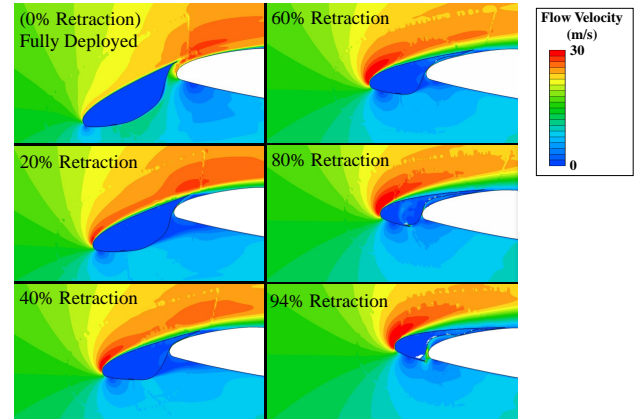 (0% Retraction)
Fully Deployed
20% Retraction
40% Retraction
60% Retraction
80% Retraction
94% Retraction
Flow Velocity
(m/s)
30
0